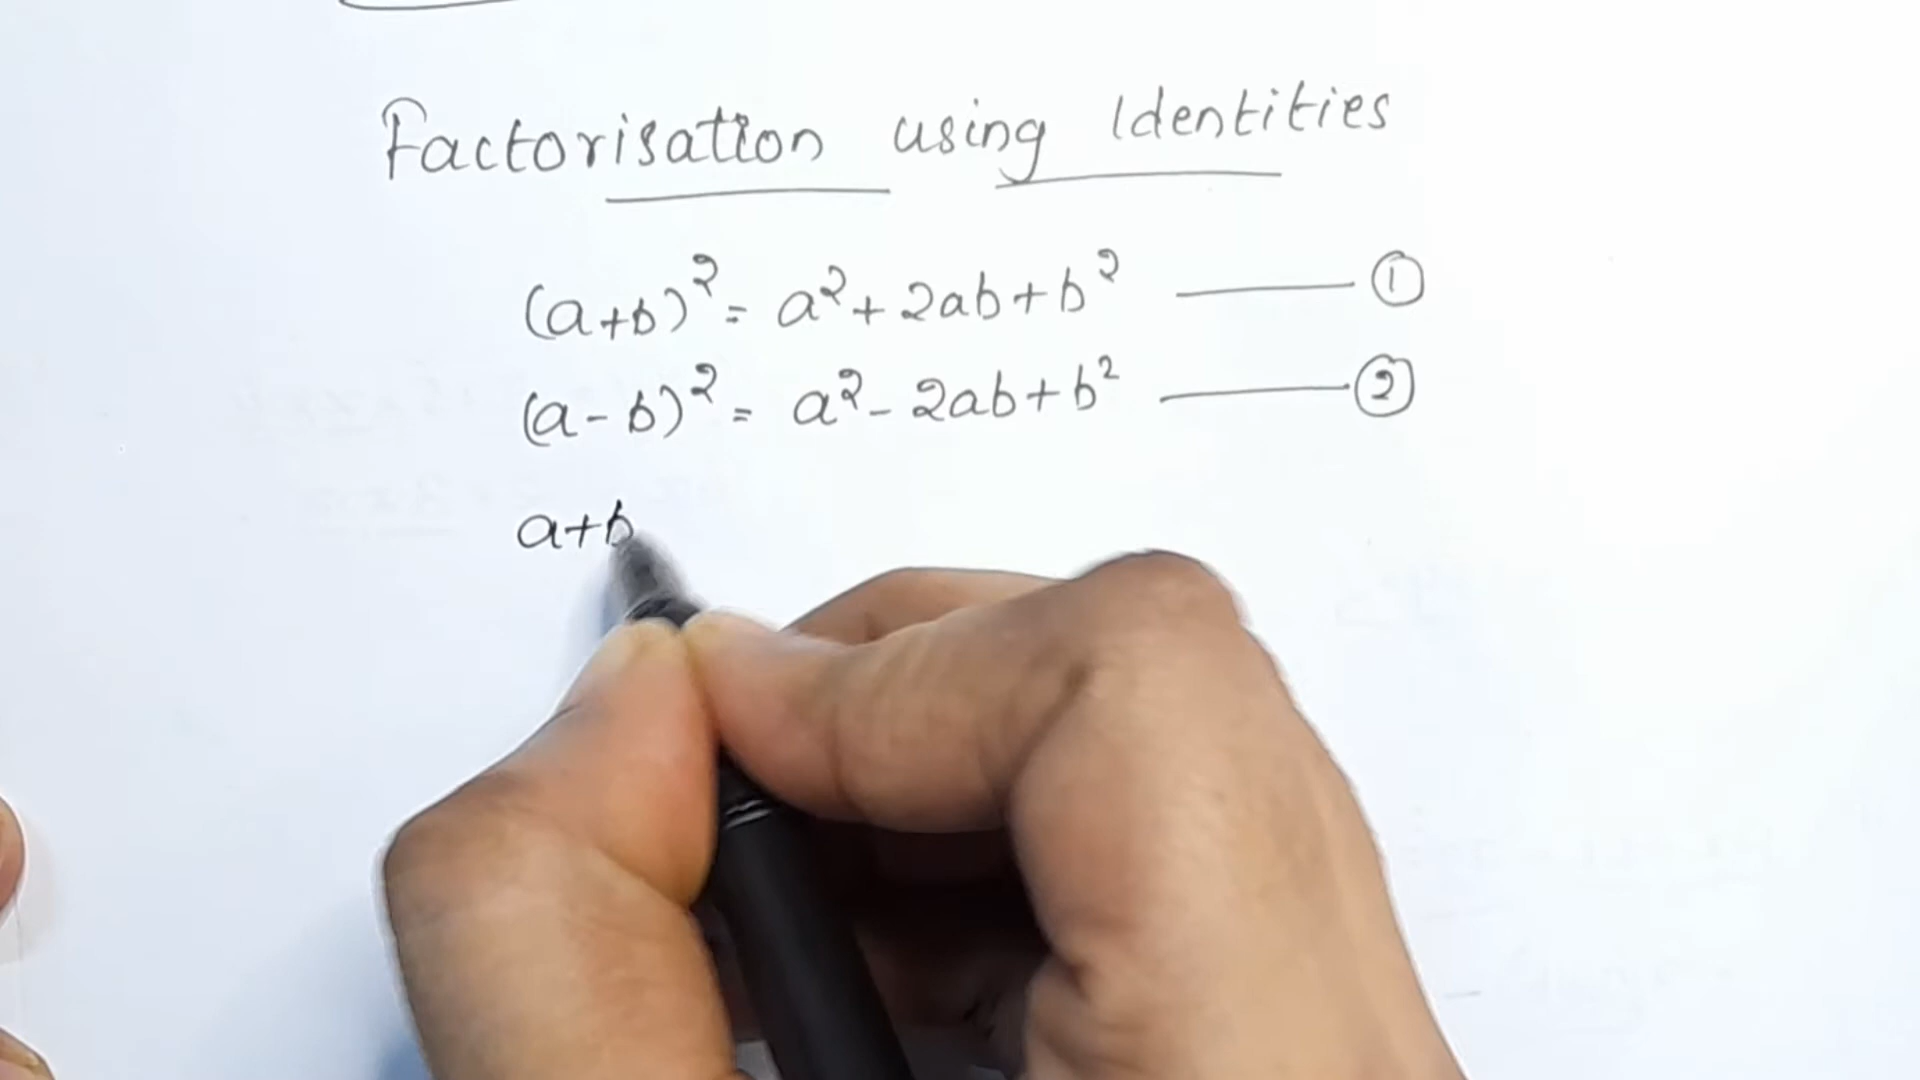 Factorisation using Identities
(a+b)² = a² + 2ab + b² ——— ①
(a - b)² = a² - 2ab + b² ——— ②
a+b